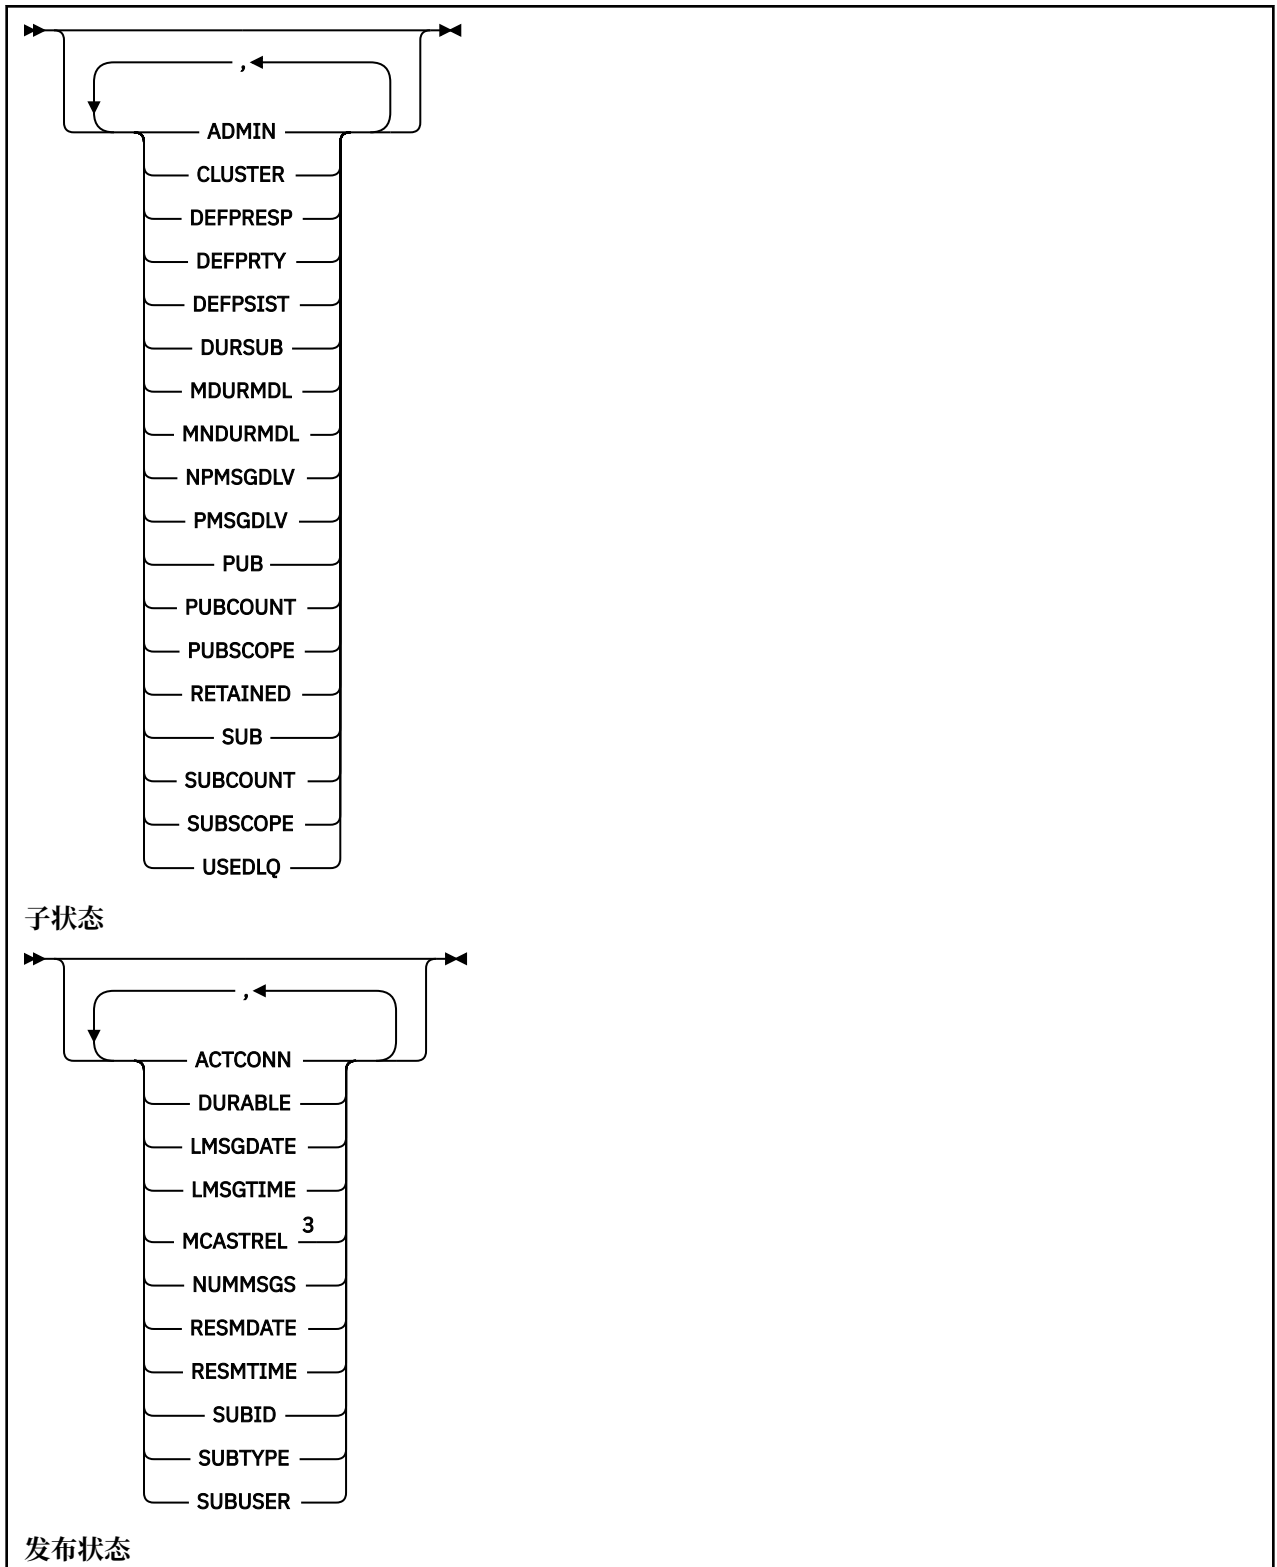 ,
ADMIN
CLUSTER
DEFPRESP
DEFPRTY
DEFPSIST
DURSUB
MDURMDL
MNDURMDL
NPMSGDLV
PMSGDLV
PUB
PUBCOUNT
PUBSCOPE
RETAINED
SUB
SUBCOUNT
SUBSCOPE
USEDLQ
子状态
,
ACTCONN
DURABLE
LMSGDATE
LMSGTIME
MCASTREL 3
NUMMSGS
RESMDATE
RESMTIME
SUBID
SUBTYPE
SUBUSER
发布状态